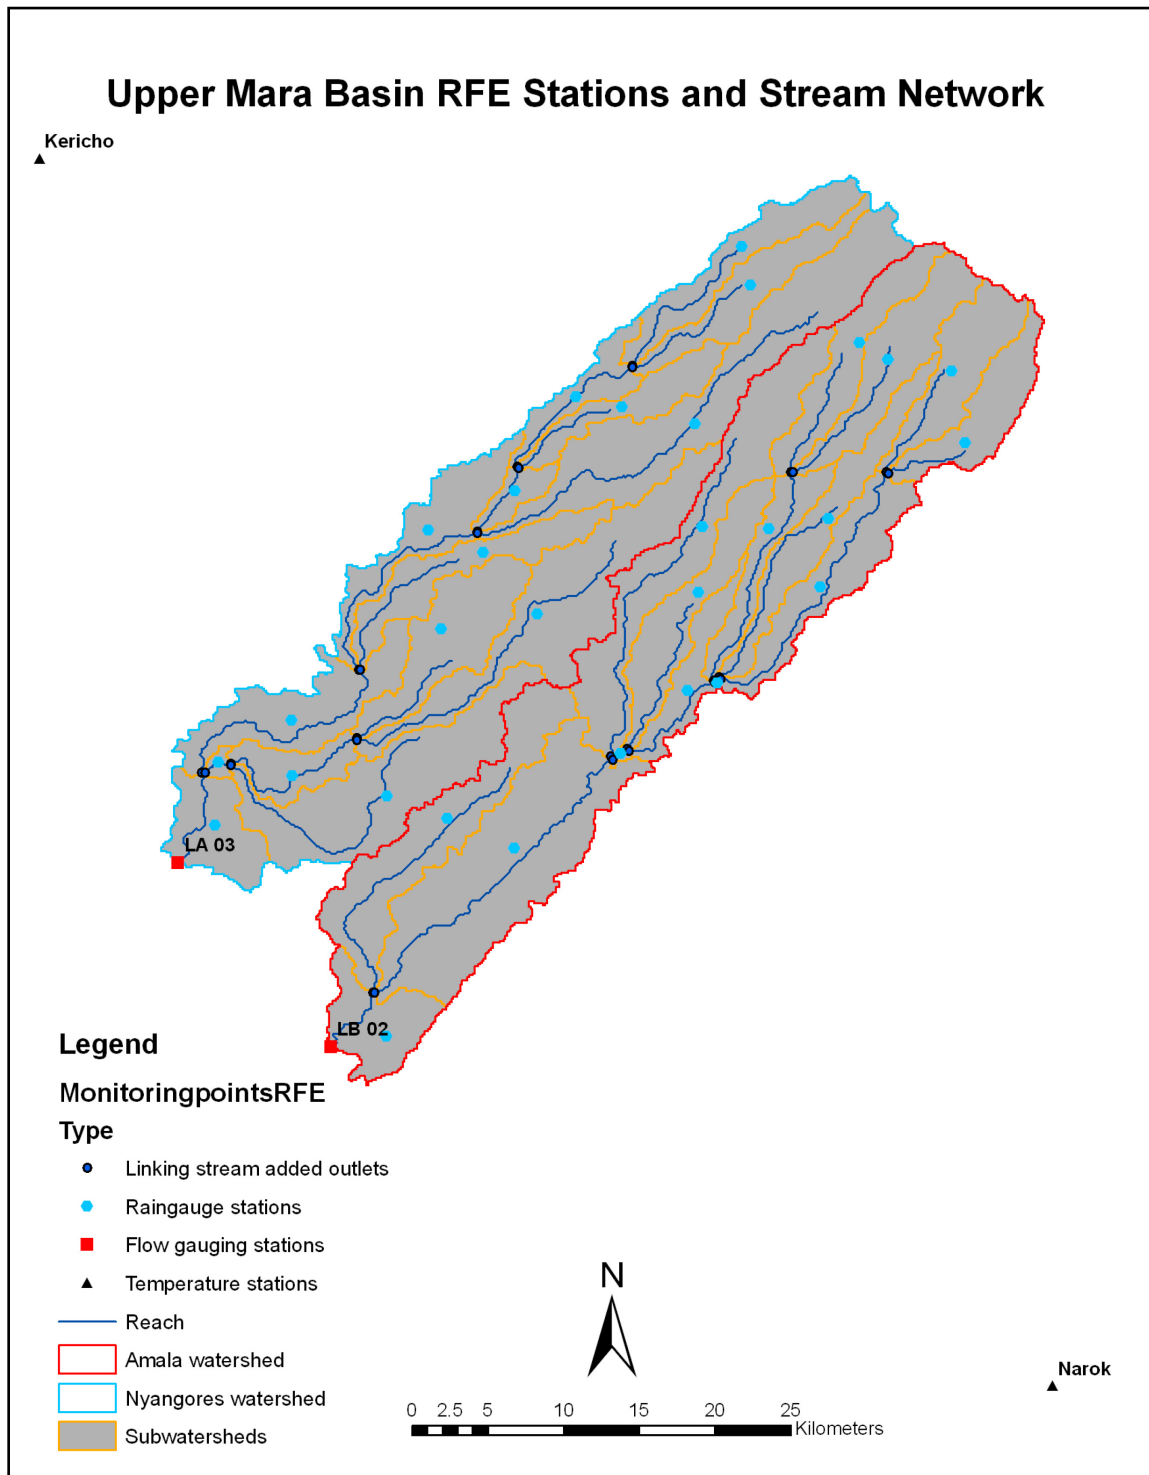 Upper Mara Basin RFE Stations and Stream Network
Kericho
LA 03
LB 02
Legend
MonitoringpointsRFE
Type
Linking stream added outlets
Raingauge stations
Flow gauging stations
Temperature stations
Reach
Amala watershed
Nyangores watershed
Subwatersheds
N
0 2.5 5 10 15 20 25
Kilometers
Narok